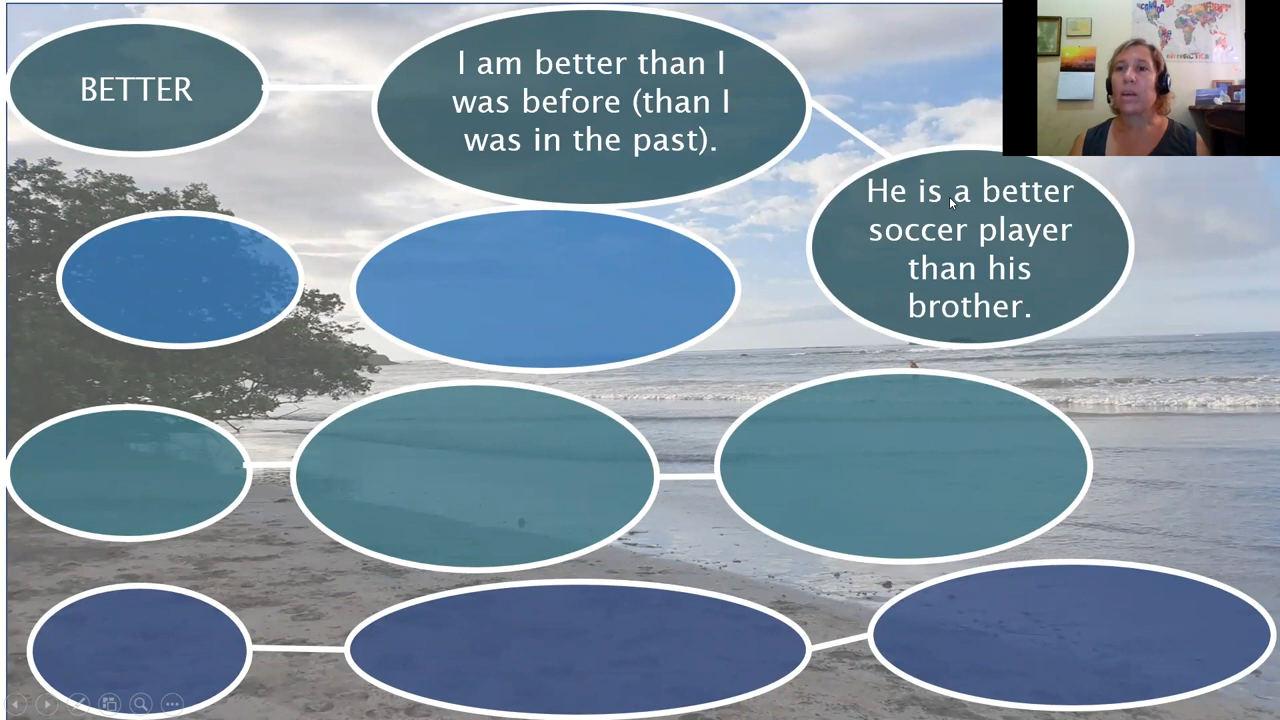 BETTER
I am better than I
was before (than I
was in the past).
He is a better
soccer player
than his
brother.